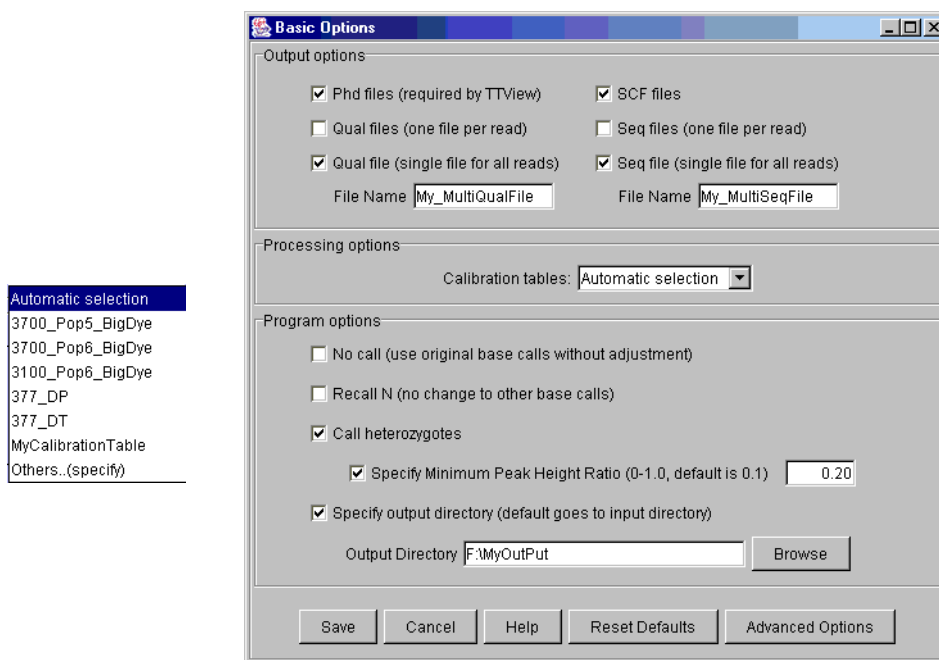 Basic Options
Output options
Phd files (required by TTView)
SCF files
Qual files (one file per read)
Seq files (one file per read)
Qual file (single file for all reads)
Seq file (single file for all reads)
File Name My_MultiQualFile
File Name My_MultiSeqFile
Processing options
Calibration tables: Automatic selection
Automatic selection
3700_Pop5_BigDye
3700_Pop6_BigDye
3100_Pop6_BigDye
377_DP
377_DT
MyCalibrationTable
Others..(specify)
Program options
No call (use original base calls without adjustment)
Recall N (no change to other base calls)
Call heterozygotes
Specify Minimum Peak Height Ratio (0-1.0, default is 0.1) 0.20
Specify output directory (default goes to input directory)
Output Directory F:\MyOutPut Browse
Save Cancel Help Reset Defaults Advanced Options